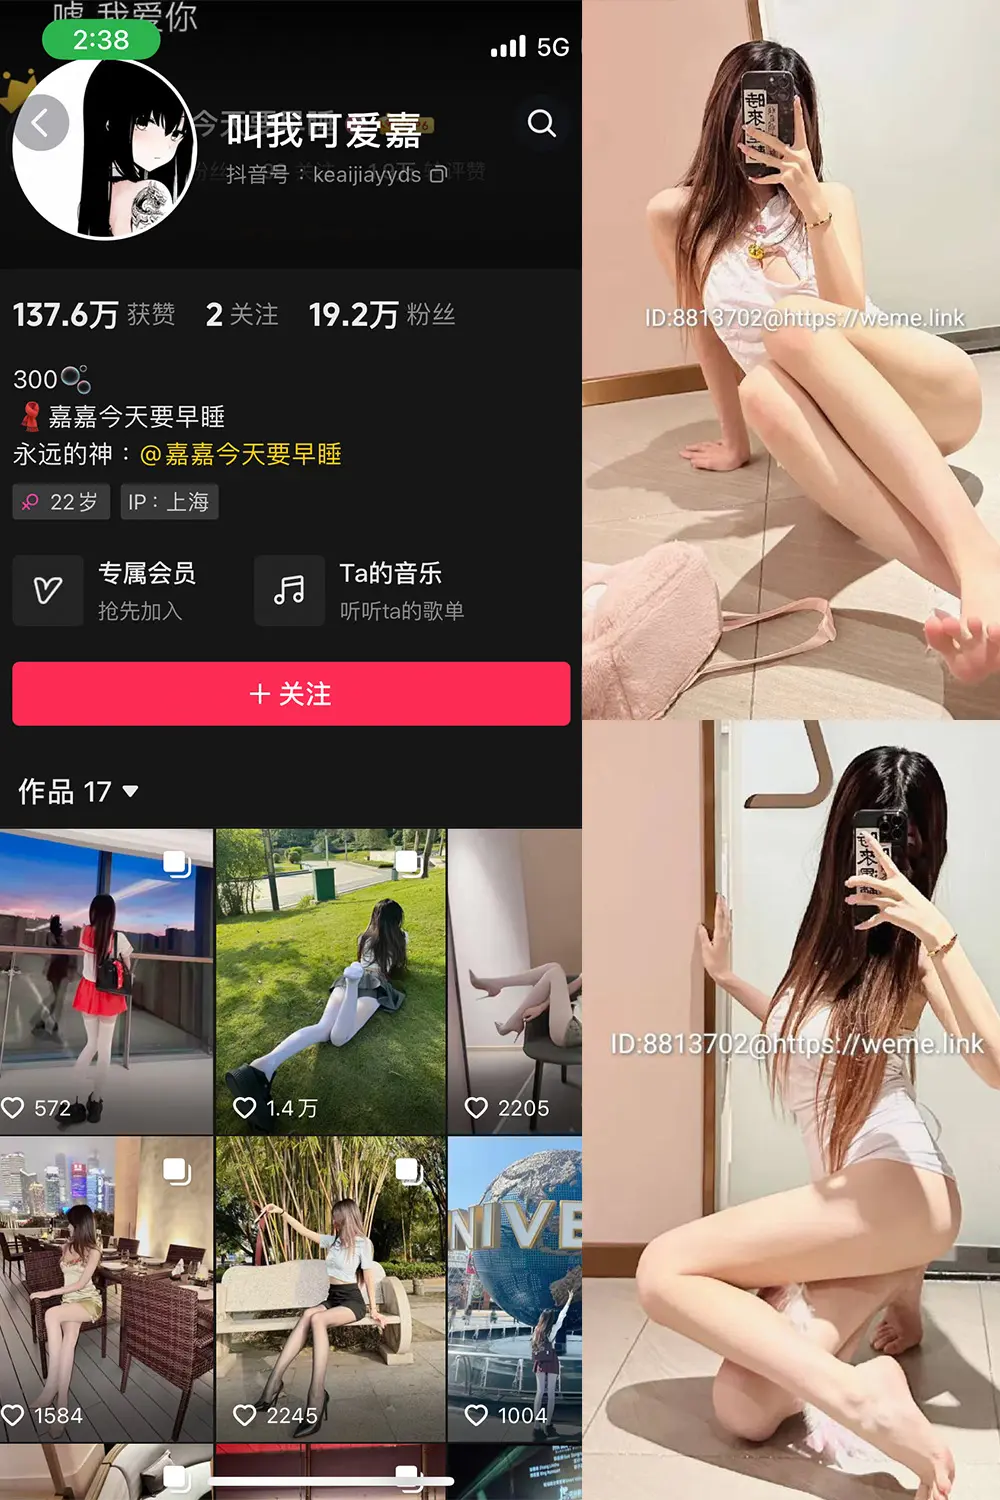 嘘 我爱你
2:38
5G
叫我可爱嘉
抖音号：keaijiayyds
137.6万 获赞 2 关注 19.2万 粉丝
300
嘉嘉今天要早睡
永远的神：@嘉嘉今天要早睡
22岁 IP：上海
专属会员
抢先加入
Ta的音乐
听听ta的歌单
+ 关注
作品 17
572
1.4万
2205
NIVE
1584
2245
1004
ID:8813702@https://weme.link
ID:8813702@https://weme.link